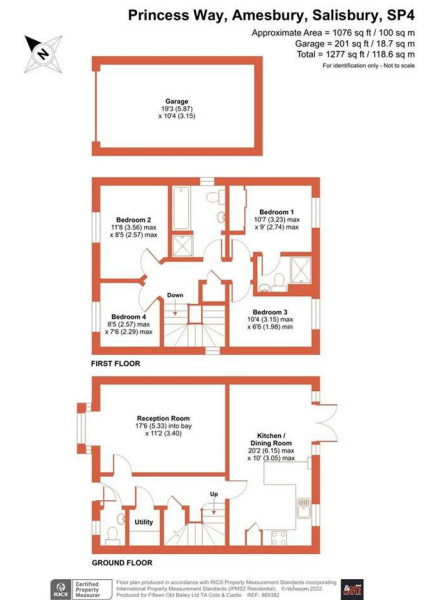 Princess Way, Amesbury, Salisbury, SP4
Approximate Area = 1076 sq ft / 100 sq m
Garage = 201 sq ft / 18.7 sq m
Total = 1277 sq ft / 118.6 sq m
For identification only - Not to scale
N
Garage
19'3 (5.87)
x 10'4 (3.15)
Bedroom 2
11'8 (3.56) max
x 8'5 (2.57) max
Bedroom 1
10'7 (3.23) max
x 9' (2.74) max
Bedroom 4
8'5 (2.57) max
x 7'6 (2.29) max
Down
Bedroom 3
10'4 (3.15) max
x 6'6 (1.98) min
FIRST FLOOR
Reception Room
17'6 (5.33) into bay
x 11'2 (3.40)
Kitchen /
Dining Room
20'2 (6.15) max
x 10' (3.05) max
Up
Utility
GROUND FLOOR
RICS
Certified
Property
Measurer
Floor plan produced in accordance with RICS Property Measurement Standards incorporating
International Property Measurement Standards (IPMS2 Residential). ©nichecom 2022.
Produced for Fifteen Old Bailey Ltd TA Cole & Castle. REF: 869382